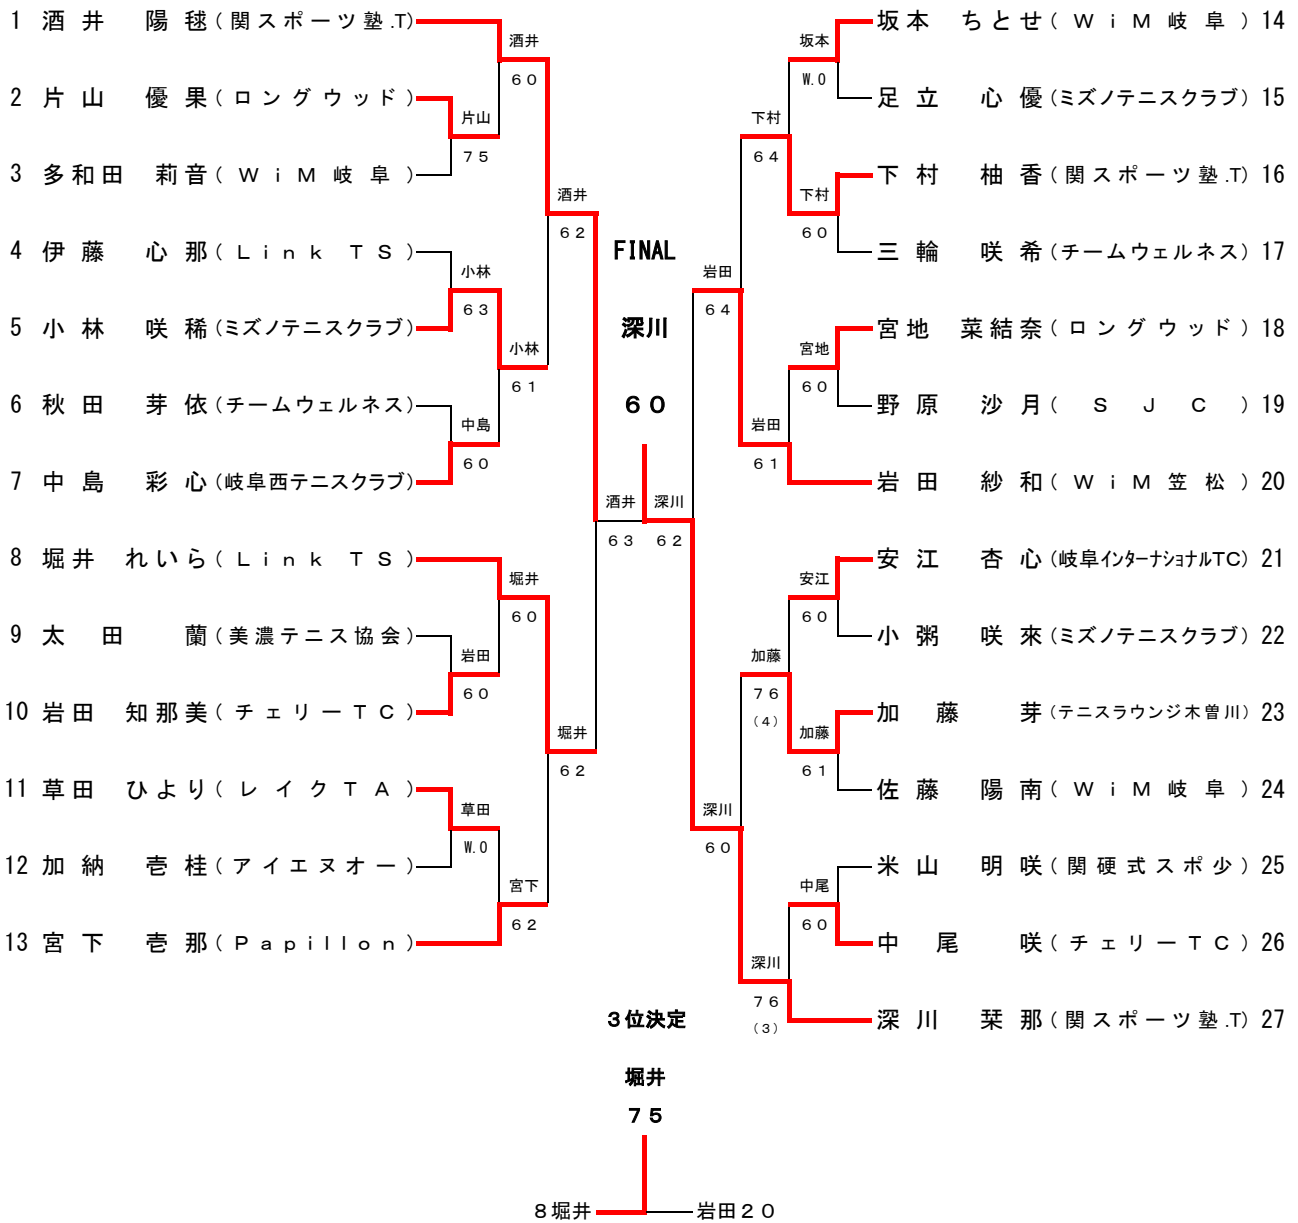 1 酒井 陽毬(関スポーツ塾.T)
2 片山 優果(ロングウッド)
3 多和田 莉音(WiM岐阜)
4 伊藤 心那(Link TS)
5 小林 咲稀(ミズノテニスクラブ)
6 秋田 芽依(チームウェルネス)
7 中島 彩心(岐阜西テニスクラブ)
8 堀井 れいら(Link TS)
9 太田 蘭(美濃テニス協会)
10 岩田 知那美(チェリーTC)
11 草田 ひより(レイクTA)
12 加納 壱桂(アイエヌオー)
13 宮下 壱那(Papillon)
片山
75
小林
63
中島
60
岩田
60
草田
W.0
酒井
60
小林
61
堀井
60
宮下
62
酒井
62
堀井
62
酒井
63
FINAL
深川
60
深川
62
岩田
64
深川
60
下村
64
岩田
61
加藤
76
(4)
深川
76
(3)
坂本
W.0
下村
60
宮地
60
安江
60
加藤
61
中尾
60
坂本 ちとせ(WiM岐阜) 14
足立 心優(ミズノテニスクラブ) 15
下村 柚香(関スポーツ塾.T) 16
三輪 咲希(チームウェルネス) 17
宮地 菜結奈(ロングウッド) 18
野原 沙月(SJC) 19
岩田 紗和(WiM笠松) 20
安江 杏心(岐阜インターナショナルTC) 21
小粥 咲來(ミズノテニスクラブ) 22
加藤 芽(テニスラウンジ木曽川) 23
佐藤 陽南(WiM岐阜) 24
米山 明咲(関硬式スポ少) 25
中尾 咲(チェリーTC) 26
深川 栞那(関スポーツ塾.T) 27
3位決定
堀井
75
8堀井 岩田20